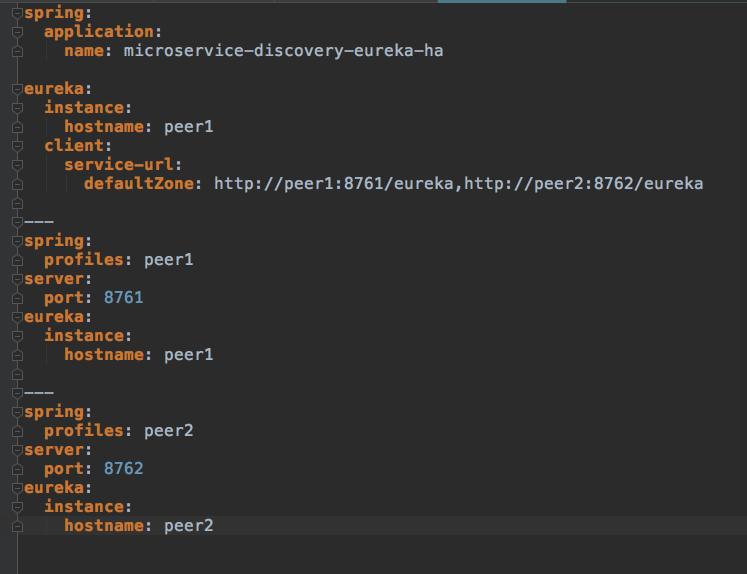 spring:
  application:
    name: microservice-discovery-eureka-ha

eureka:
  instance:
    hostname: peer1
  client:
    service-url:
      defaultZone: http://peer1:8761/eureka,http://peer2:8762/eureka

---
spring:
  profiles: peer1
server:
  port: 8761
eureka:
  instance:
    hostname: peer1

---
spring:
  profiles: peer2
server:
  port: 8762
eureka:
  instance:
    hostname: peer2